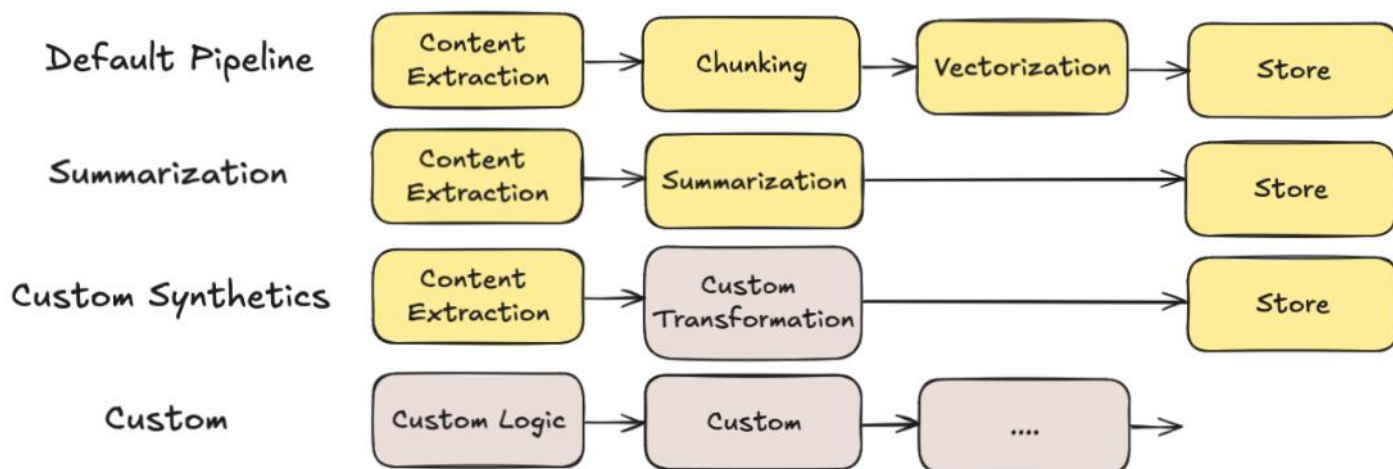 Default Pipeline
Content
Extraction
Chunking
Vectorization
Store
Summarization
Content
Extraction
Summarization
Store
Custom Synthetics
Content
Extraction
Custom
Transformation
Store
Custom
Custom Logic
Custom
....